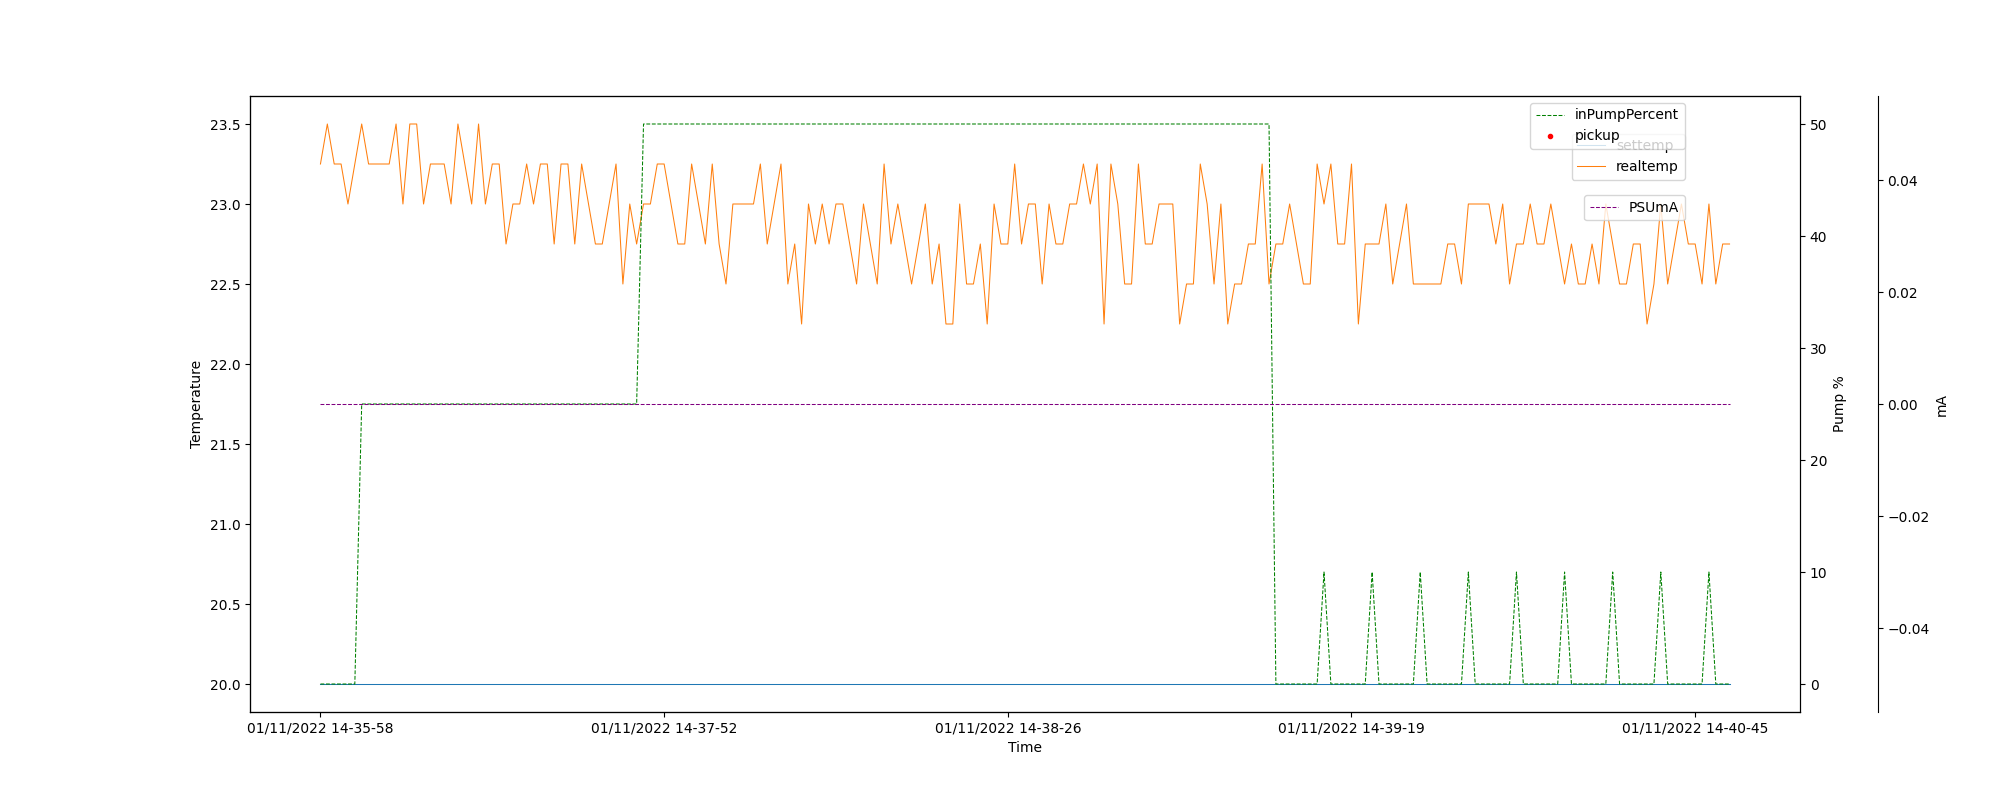 inPumpPercent
pickup
settemp
realtemp
PSUmA
23.5
23.0
22.5
22.0
21.5
21.0
20.5
20.0
Temperature
50
40
30
20
10
0
Pump %
0.04
0.02
0.00
−0.02
−0.04
mA
01/11/2022 14-35-58
01/11/2022 14-37-52
01/11/2022 14-38-26
01/11/2022 14-39-19
01/11/2022 14-40-45
Time